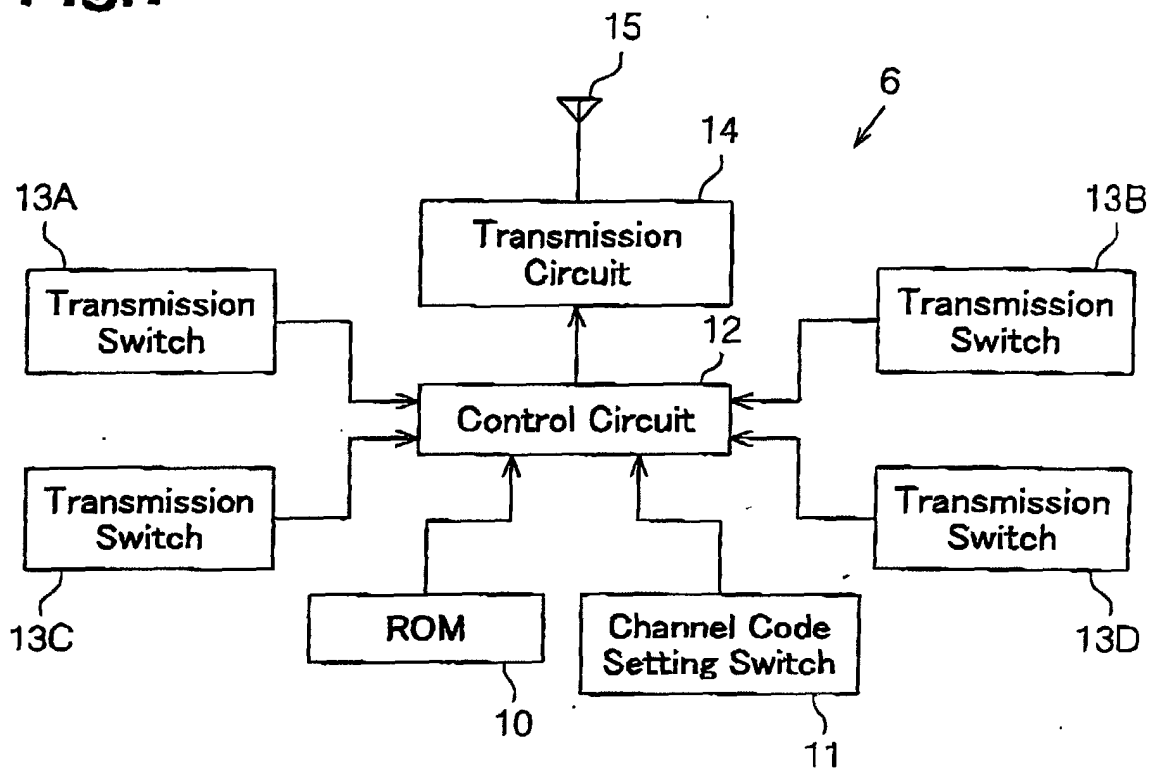 15
6
14
13A
13B
Transmission
Circuit
Transmission
Switch
Transmission
Switch
12
Control Circuit
Transmission
Switch
Transmission
Switch
ROM
Channel Code
Setting Switch
13C
13D
10
11